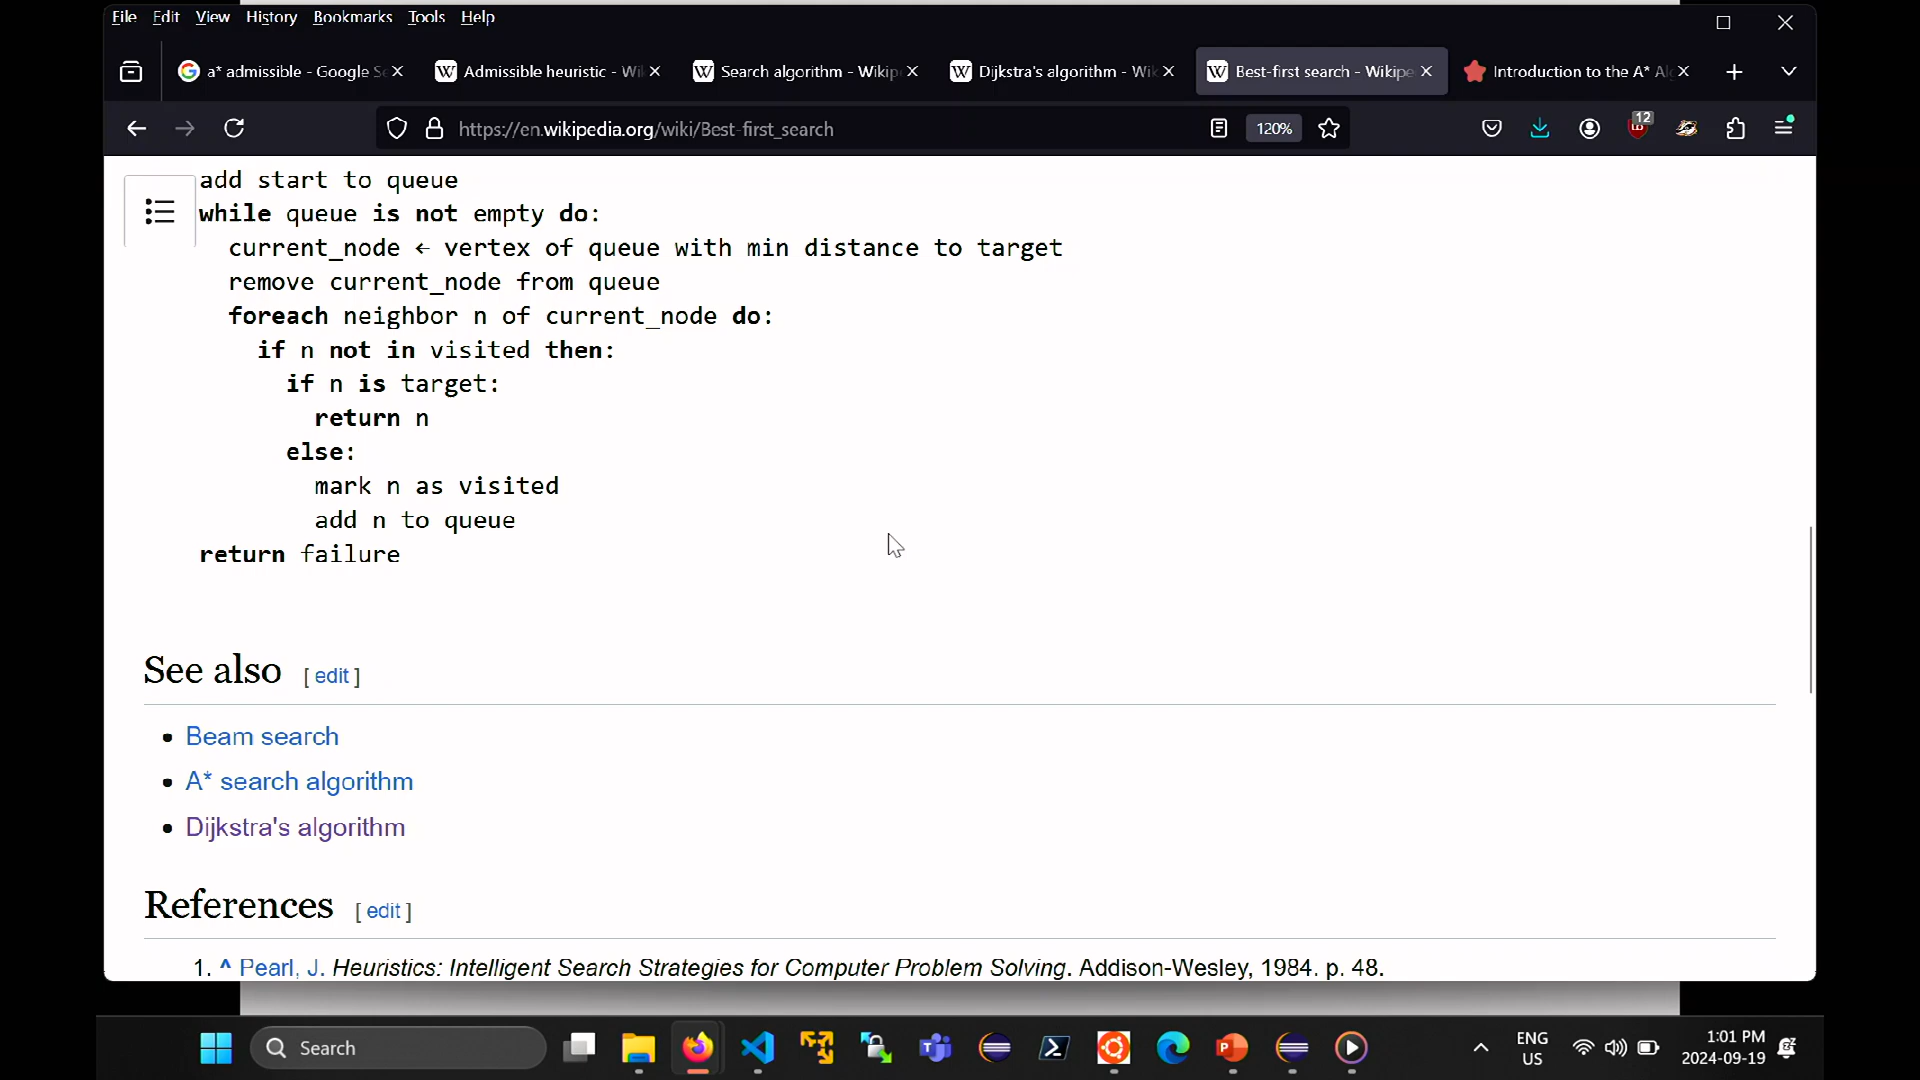 File Edit View History Bookmarks Tools Help
a* admissible - Google Se
Admissible heuristic - Wi
Search algorithm - Wikip
Dijkstra's algorithm - Wik
Best-first search - Wikipe
Introduction to the A* Al
https://en.wikipedia.org/wiki/Best-first_search
120%
12
add start to queue
while queue is not empty do:
current_node ← vertex of queue with min distance to target
remove current_node from queue
foreach neighbor n of current_node do:
if n not in visited then:
if n is target:
return n
else:
mark n as visited
add n to queue
return failure
See also [ edit ]
• Beam search
• A* search algorithm
• Dijkstra's algorithm
References [ edit ]
1. ^ Pearl, J. Heuristics: Intelligent Search Strategies for Computer Problem Solving. Addison-Wesley, 1984. p. 48.
Search
ENG
US
1:01 PM
2024-09-19